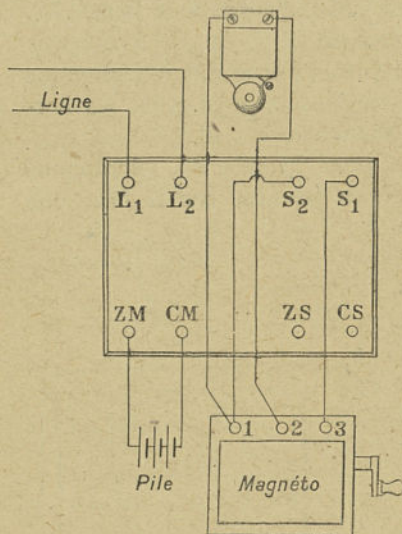 Ligne
L1 L2 S2 S1
ZM CM ZS CS
1 2 3
Pile Magnéto